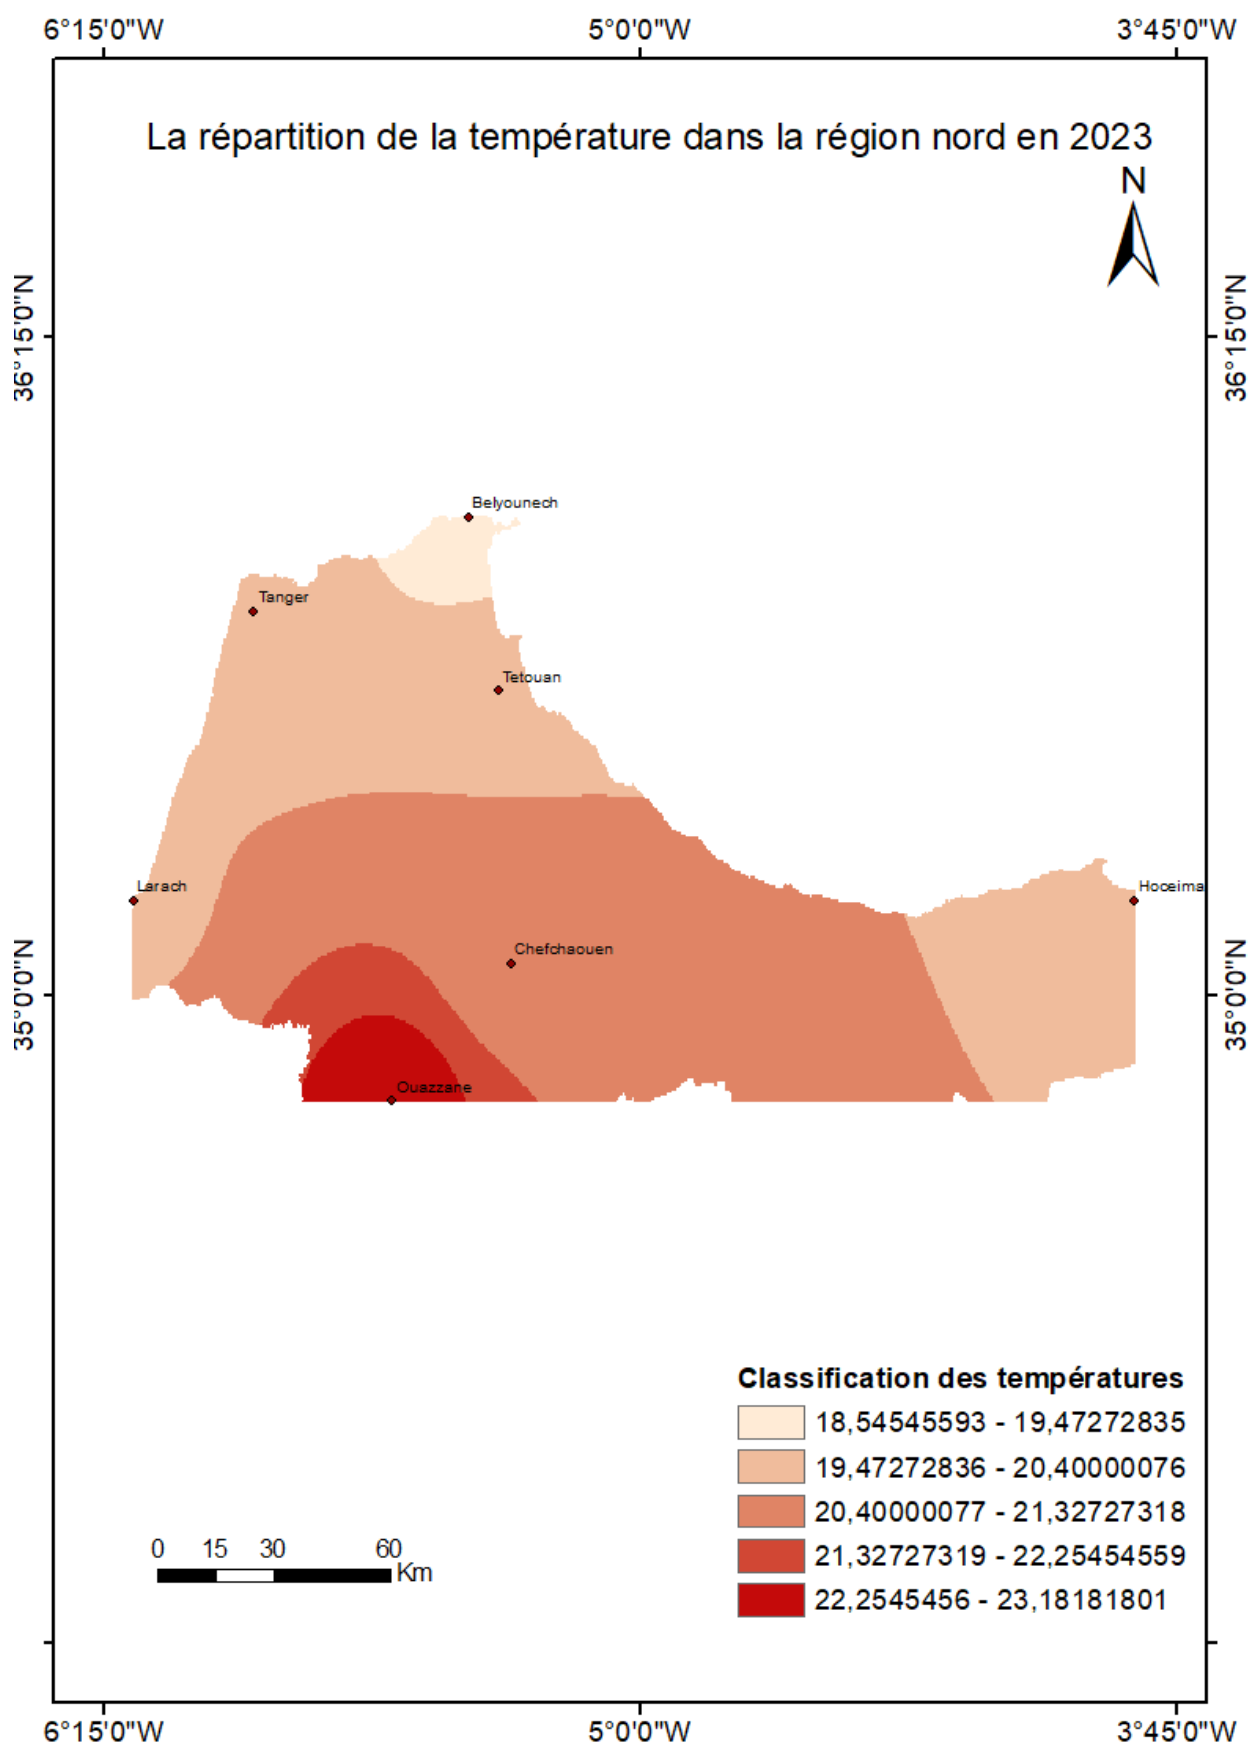 6°15'0"W 5°0'0"W 3°45'0"W
La répartition de la température dans la région nord en 2023
N
36°15'0"N
36°15'0"N
Belyounech
Tanger
Tetouan
Larach
Hoceima
Chefchaouen
35°0'0"N
35°0'0"N
Ouazzane
Classification des températures
18,54545593 - 19,47272835
19,47272836 - 20,40000076
20,40000077 - 21,32727318
21,32727319 - 22,25454559
22,2545456 - 23,18181801
0 15 30 60
Km
6°15'0"W 5°0'0"W 3°45'0"W